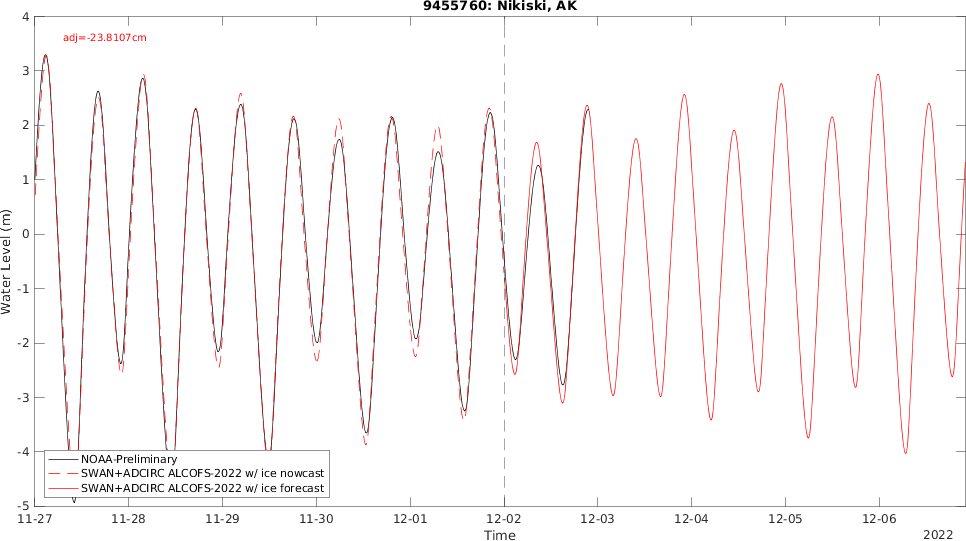 9455760: Nikiski, AK
adj=-23.8107cm
Water Level (m)
4
3
2
1
0
-1
-2
-3
-4
-5
NOAA-Preliminary
SWAN+ADCIRC ALCOFS-2022 w/ ice nowcast
SWAN+ADCIRC ALCOFS-2022 w/ ice forecast
11-27 11-28 11-29 11-30 12-01 12-02 12-03 12-04 12-05 12-06
Time
2022